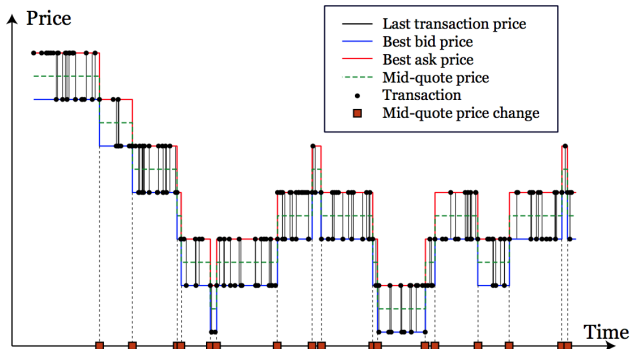 Price
Last transaction price
Best bid price
Best ask price
Mid-quote price
Transaction
Mid-quote price change
Time